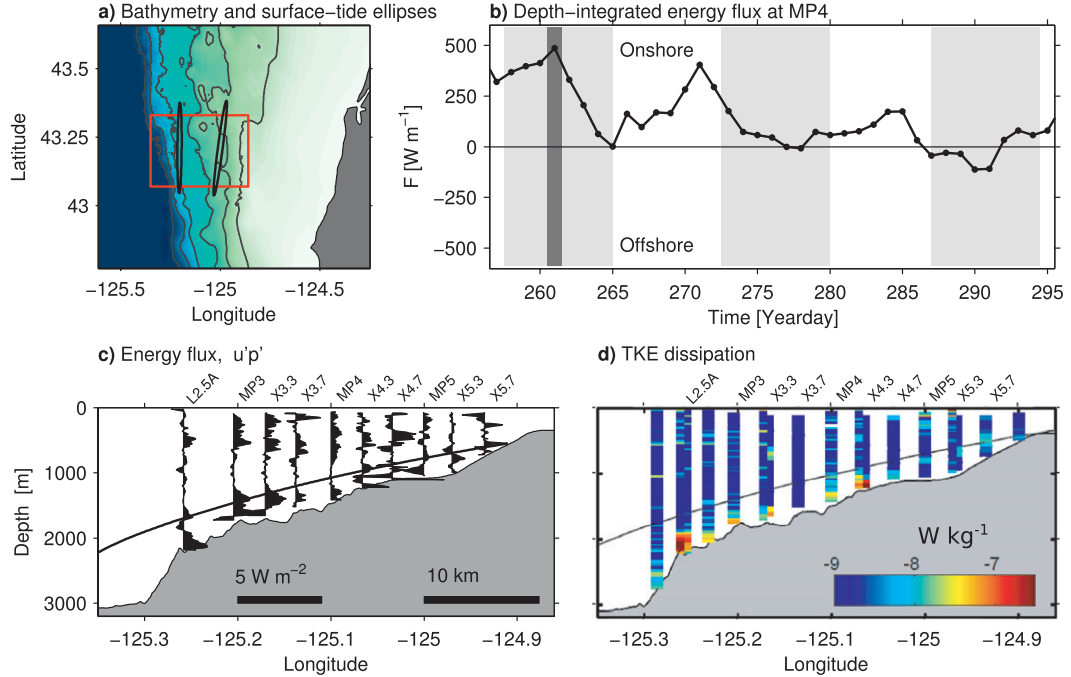 a) Bathymetry and surface−tide ellipses
43.5
43.25
43
Latitude
−125.5
−125
−124.5
Longitude
b) Depth−integrated energy flux at MP4
500
250
0
−250
−500
F [W m−1]
Onshore
Offshore
260
265
270
275
280
285
290
295
Time [Yearday]
c) Energy flux, u'p'
L2.5A
MP3
X3.3
X3.7
MP4
X4.3
X4.7
MP5
X5.3
X5.7
0
1000
2000
3000
Depth [m]
5 W m−2
10 km
−125.3
−125.2
−125.1
−125
−124.9
Longitude
d) TKE dissipation
L2.5A
MP3
X3.3
X3.7
MP4
X4.3
X4.7
MP5
X5.3
X5.7
W kg-1
-9
-8
-7
−125.3
−125.2
−125.1
−125
−124.9
Longitude